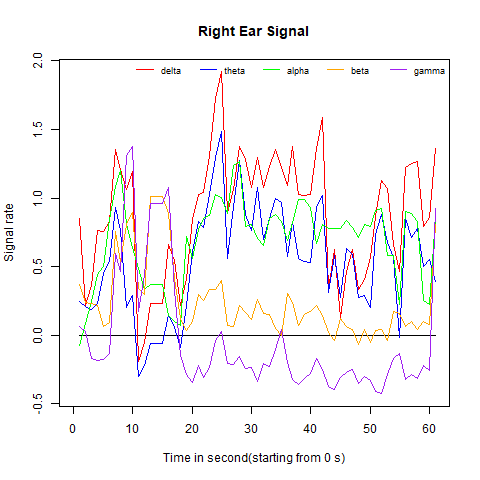 Right Ear Signal
delta theta alpha beta gamma
Signal rate
2.0
1.5
1.0
0.5
0.0
-0.5
0 10 20 30 40 50 60
Time in second(starting from 0 s)